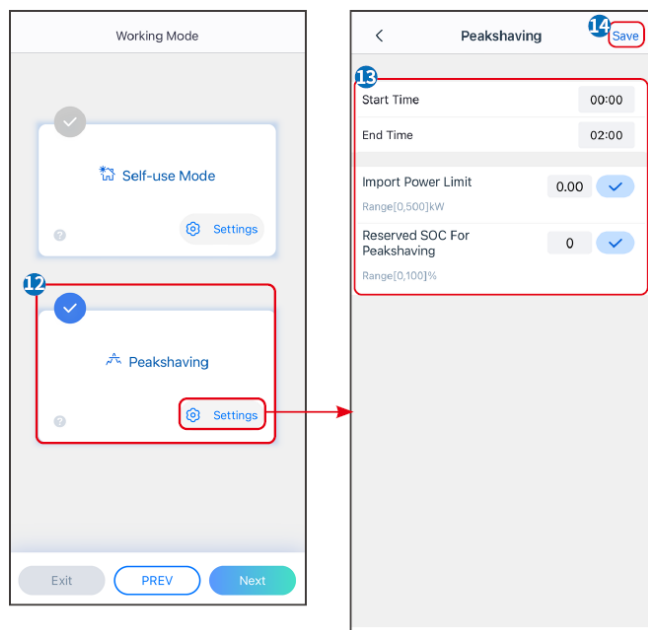 Working Mode
Self-use Mode
Settings
12
Peakshaving
Settings
Exit
PREV
Next
Peakshaving
14
Save
13
Start Time
00:00
End Time
02:00
Import Power Limit
0.00
Range[0,500]kW
Reserved SOC For
Peakshaving
0
Range[0,100]%